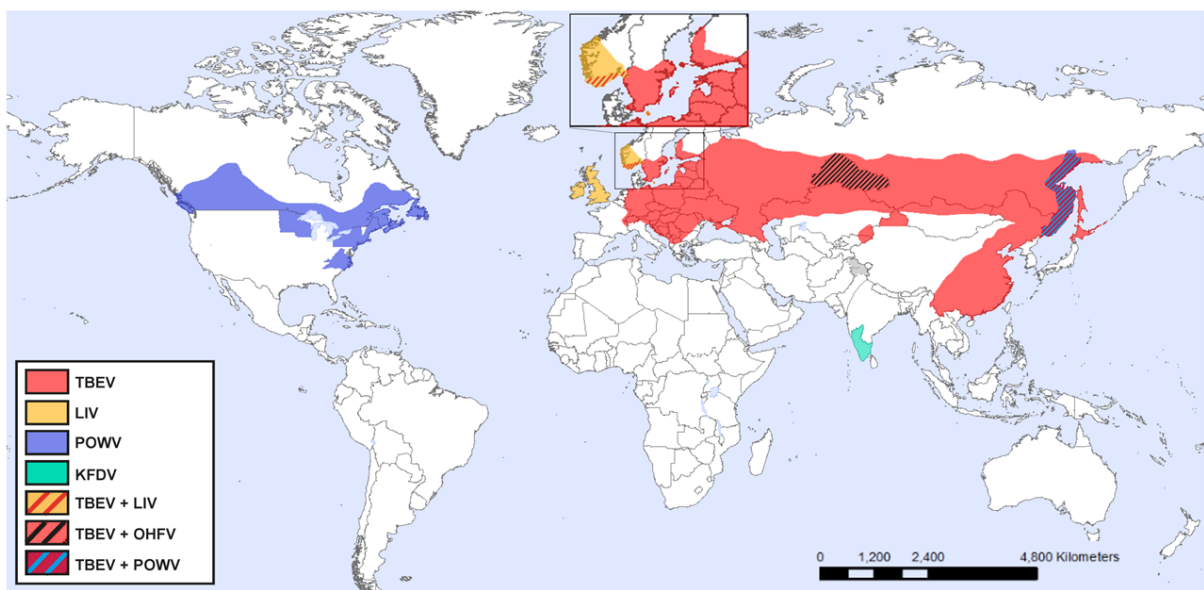 TBEV
LIV
POWV
KFDV
TBEV + LIV
TBEV + OHFV
TBEV + POWV
0 1,200 2,400 4,800 Kilometers